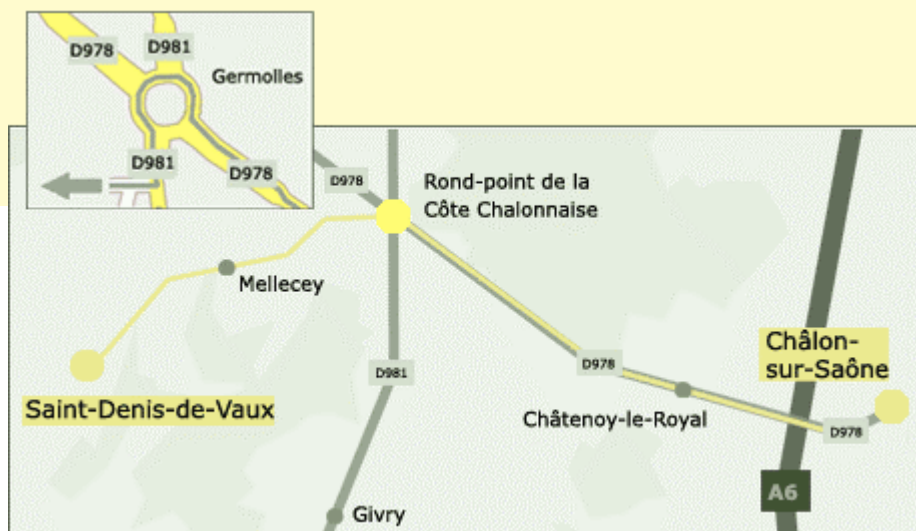 D978
D981
Germolles
D981
D978
D978
Rond-point de la
Côte Chalonnaise
Mellecey
Châlon-
sur-Saône
D978
D981
Saint-Denis-de-Vaux
Châtenoy-le-Royal
D978
A6
Givry